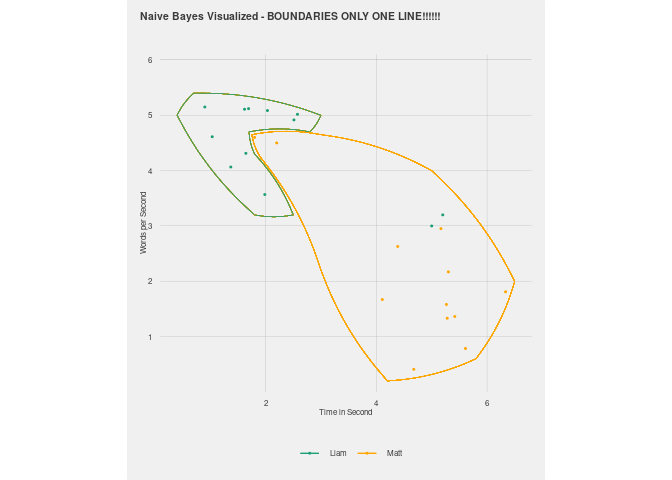 Naive Bayes Visualized - BOUNDARIES ONLY ONE LINE!!!!!!
6
5
4
3
2
1
Words per Second
2 4 6
Time in Second
Liam Matt